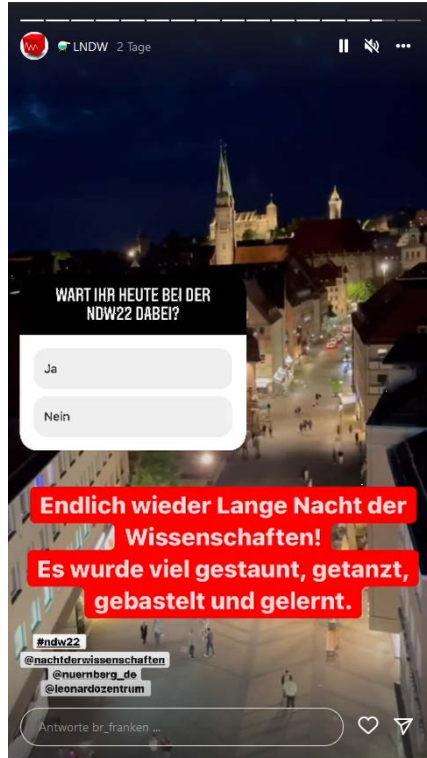 LNDW 2 Tage
WART IHR HEUTE BEI DER
NDW22 DABEI?
Ja
Nein
Endlich wieder Lange Nacht der
Wissenschaften!
Es wurde viel gestaunt, getanzt,
gebastelt und gelernt.
#ndw22
@nachtderwissenschaften
@nuernberg_de
@leonardozentrum
Antworte br_franken ...